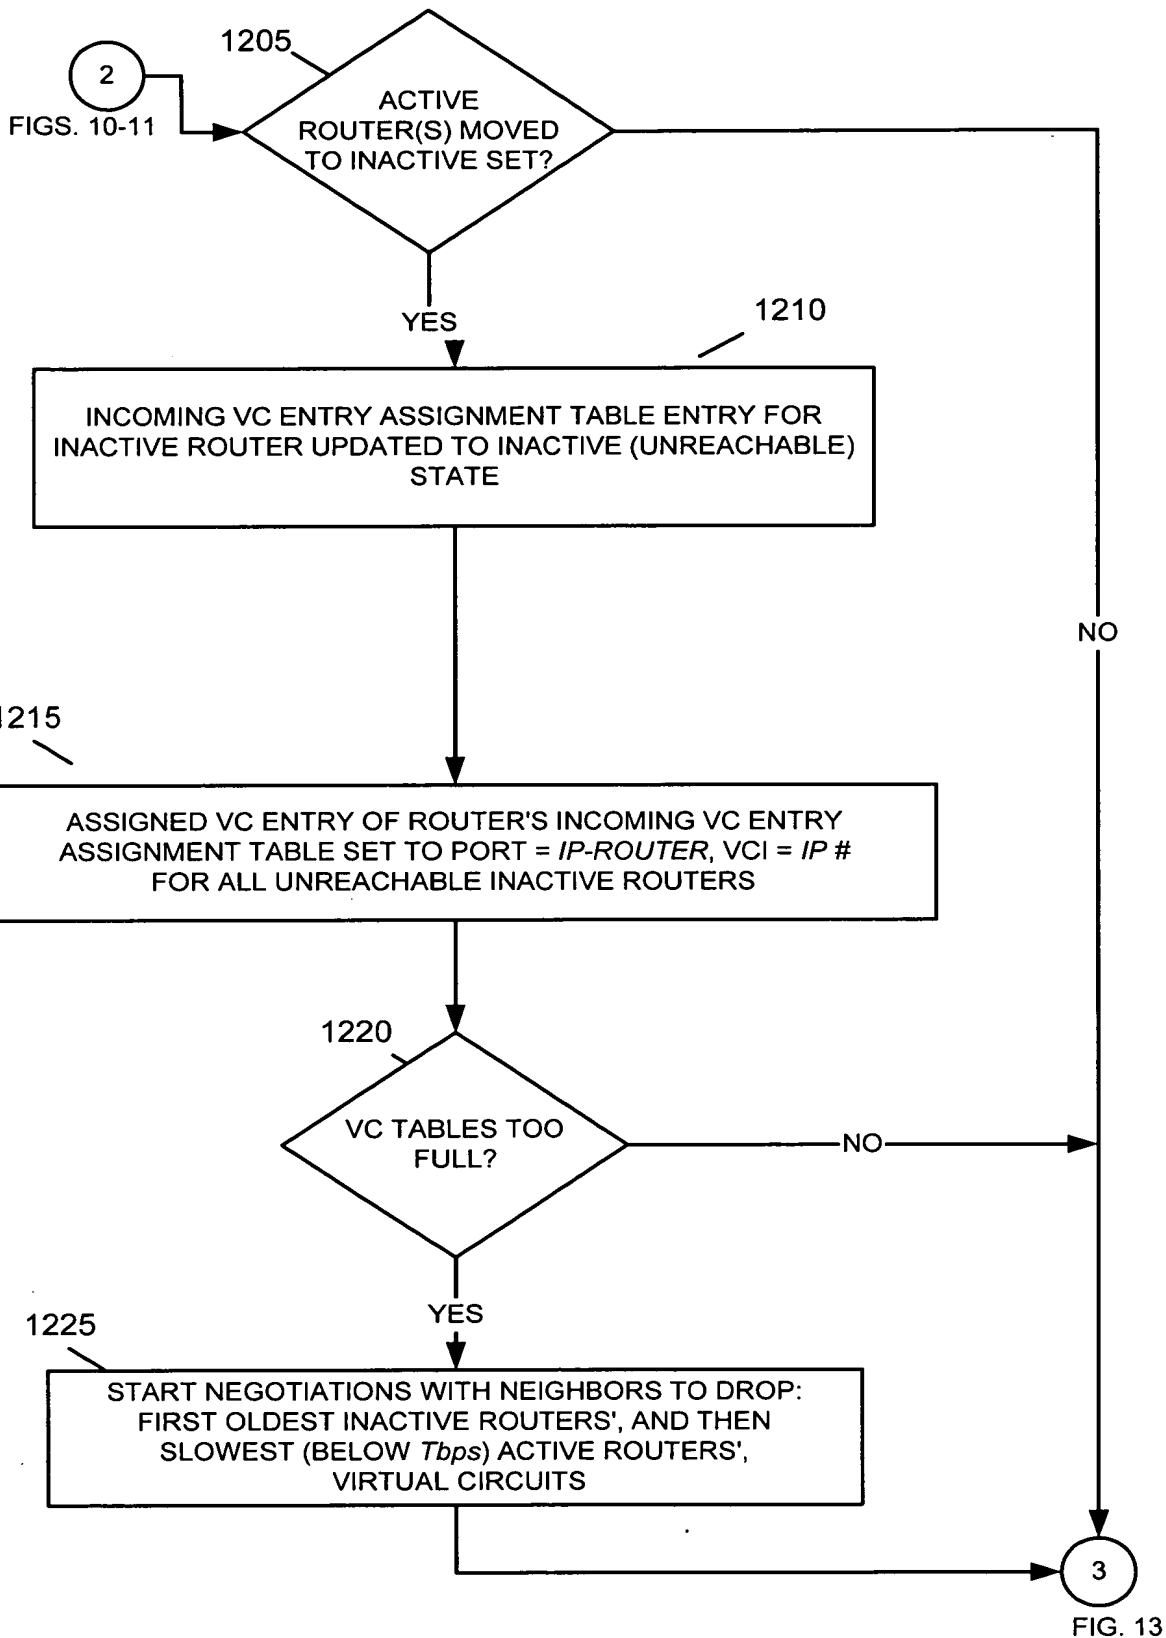 1205
2
FIGS. 10-11
ACTIVE
ROUTER(S) MOVED
TO INACTIVE SET?
YES
1210
INCOMING VC ENTRY ASSIGNMENT TABLE ENTRY FOR
INACTIVE ROUTER UPDATED TO INACTIVE (UNREACHABLE)
STATE
NO
1215
ASSIGNED VC ENTRY OF ROUTER'S INCOMING VC ENTRY
ASSIGNMENT TABLE SET TO PORT = IP-ROUTER, VCI = IP #
FOR ALL UNREACHABLE INACTIVE ROUTERS
1220
VC TABLES TOO
FULL?
NO
YES
1225
START NEGOTIATIONS WITH NEIGHBORS TO DROP:
FIRST OLDEST INACTIVE ROUTERS', AND THEN
SLOWEST (BELOW Tbps) ACTIVE ROUTERS',
VIRTUAL CIRCUITS
3
FIG. 13